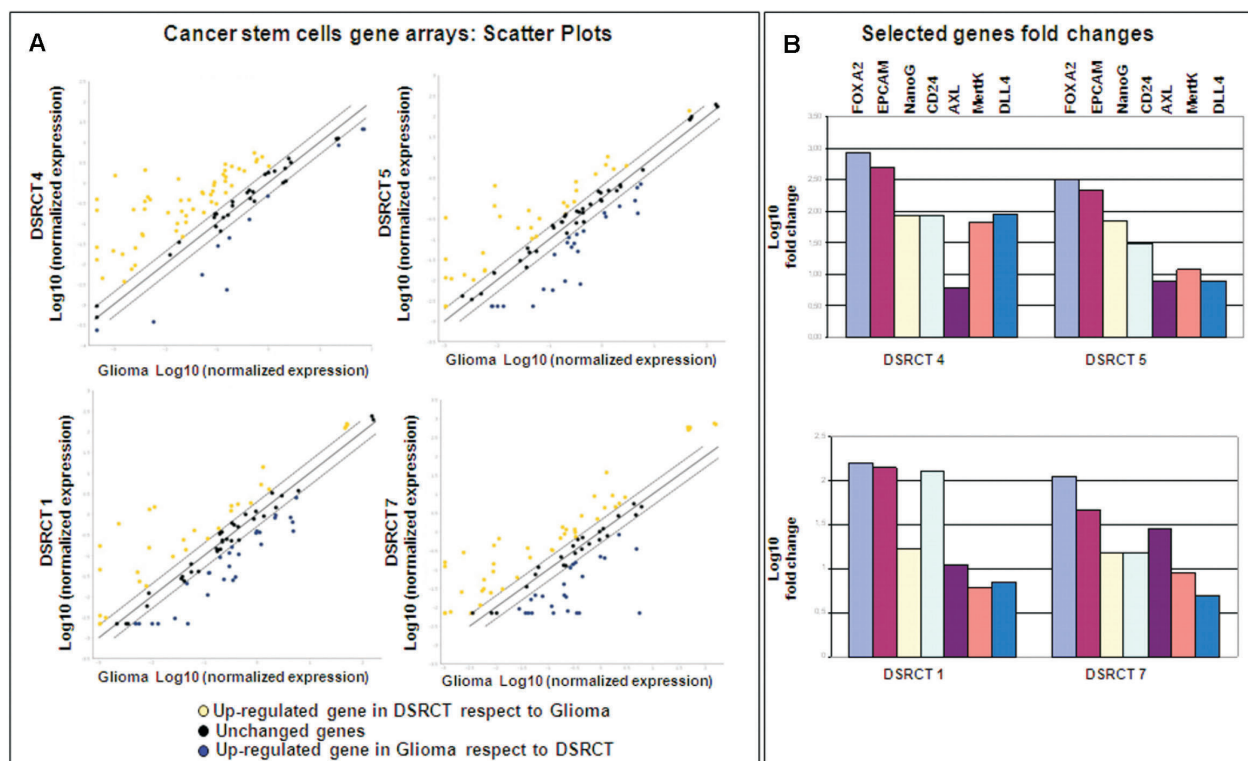 A
Cancer stem cells gene arrays: Scatter Plots
DSRCT 4
Log10 (normalized expression)
Glioma Log10 (normalized expression)
DSRCT 5
Log10 (normalized expression)
Glioma Log10 (normalized expression)
DSRCT 1
Log10 (normalized expression)
Glioma Log10 (normalized expression)
DSRCT 7
Log10 (normalized expression)
Glioma Log10 (normalized expression)
Up-regulated gene in DSRCT respect to Glioma
Unchanged genes
Up-regulated gene in Glioma respect to DSRCT
B
Selected genes fold changes
FOXA2
EPCAM
NanoG
CD24
AXL
MertK
DLL4
FOXA2
EPCAM
NanoG
CD24
AXL
MertK
DLL4
Log10
fold change
3,50
3,00
2,50
2,00
1,50
1,00
0,50
0,00
DSRCT 4
DSRCT 5
Log10
fold change
2,5
2
1,5
1
0,5
0
DSRCT 1
DSRCT 7